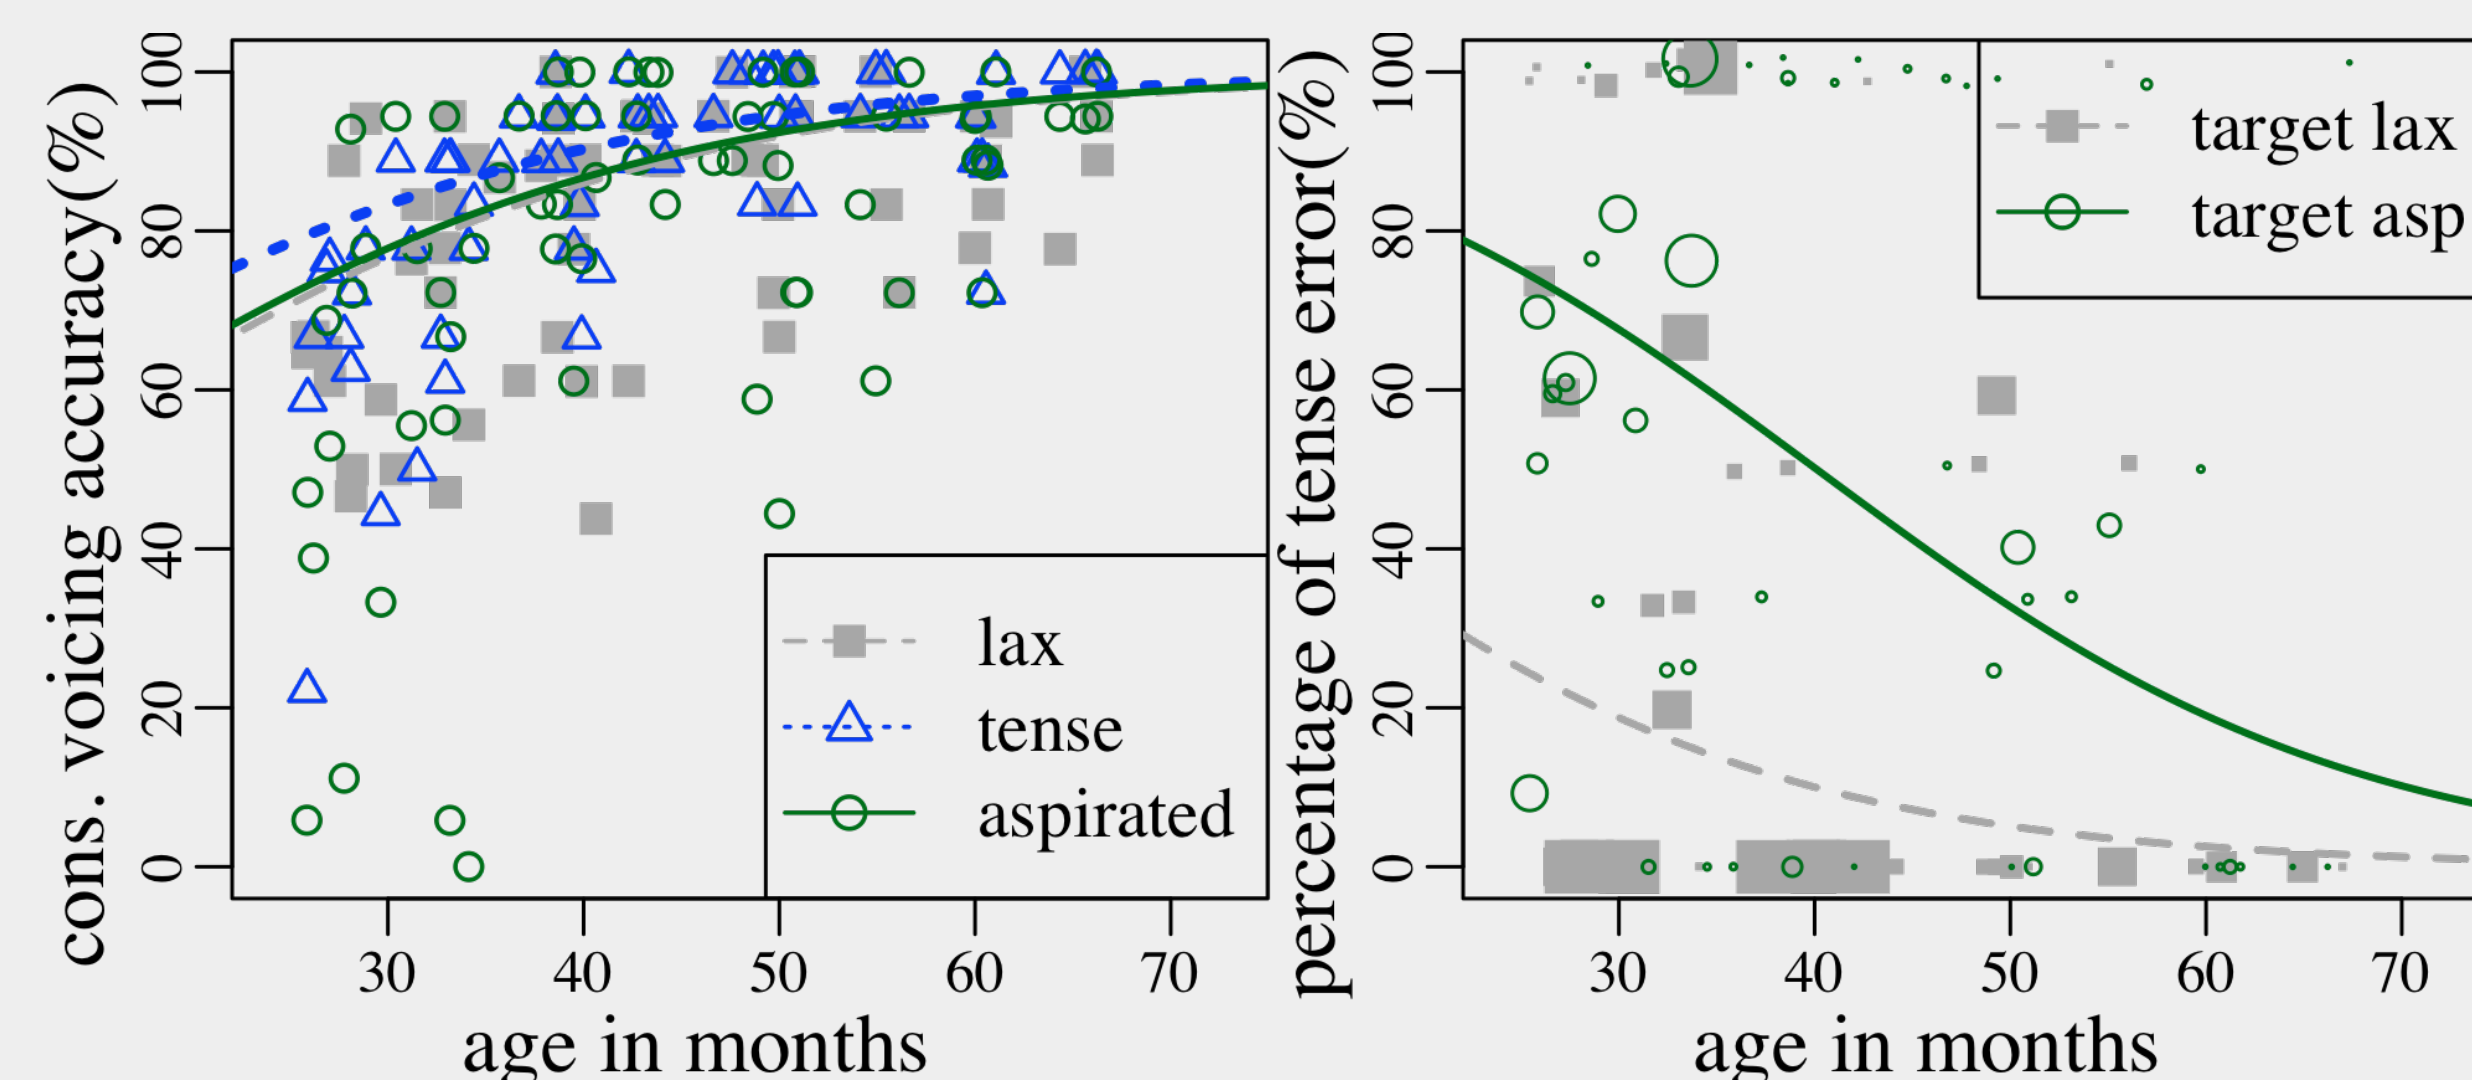 cons. voicing accuracy(%)
100
80
60
40
20
0
lax
tense
aspirated
30 40 50 60 70
age in months
percentage of tense error(%)
100
80
60
40
20
0
target lax
target asp
30 40 50 60 70
age in months